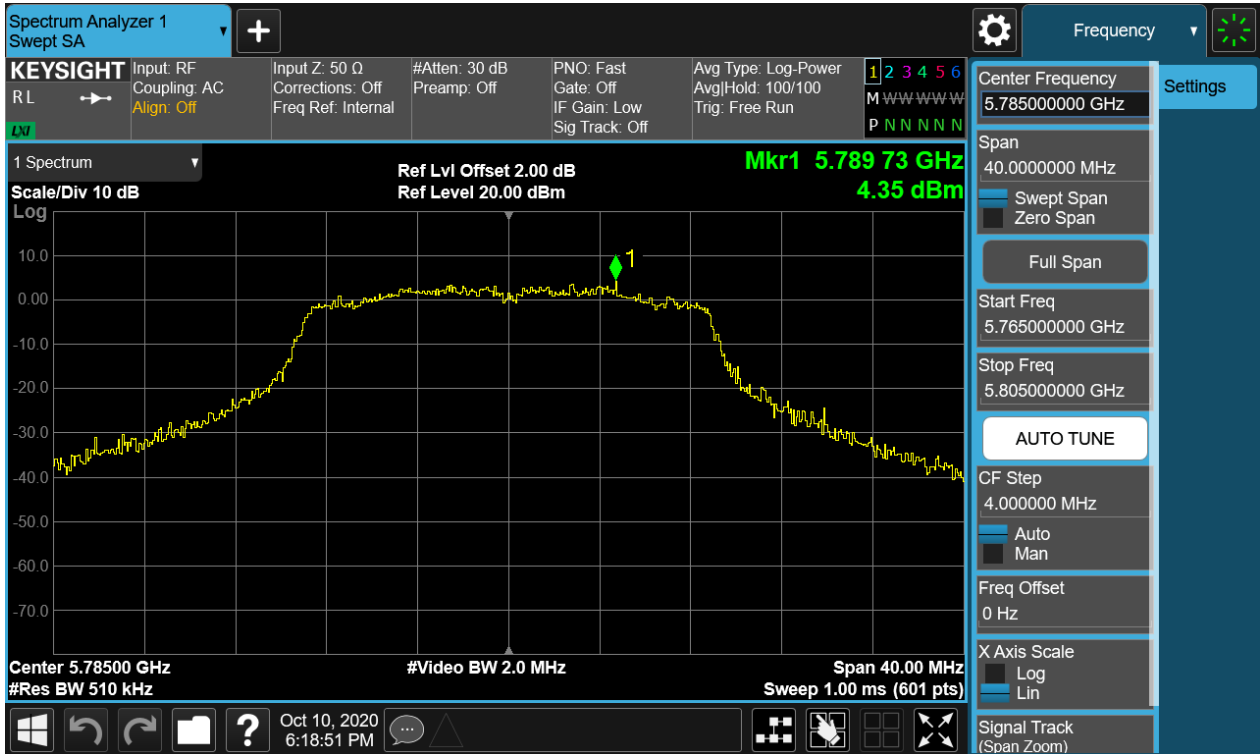 Spectrum Analyzer 1
Swept SA
+
Frequency
KEYSIGHT
R L
LXI
Input: RF
Coupling: AC
Align: Off
Input Z: 50 Ω
Corrections: Off
Freq Ref: Internal
#Atten: 30 dB
Preamp: Off
PNO: Fast
Gate: Off
IF Gain: Low
Sig Track: Off
Avg Type: Log-Power
Avg|Hold: 100/100
Trig: Free Run
1 2 3 4 5 6
M W W W W W
P N N N N N
1 Spectrum
Scale/Div 10 dB
Log
Ref Lvl Offset 2.00 dB
Ref Level 20.00 dBm
Mkr1 5.789 73 GHz
4.35 dBm
1
10.0
0.00
-10.0
-20.0
-30.0
-40.0
-50.0
-60.0
-70.0
Center 5.78500 GHz
#Res BW 510 kHz
#Video BW 2.0 MHz
Span 40.00 MHz
Sweep 1.00 ms (601 pts)
?
Oct 10, 2020
6:18:51 PM
Center Frequency
5.785000000 GHz
Span
40.0000000 MHz
Swept Span
Zero Span
Full Span
Start Freq
5.765000000 GHz
Stop Freq
5.805000000 GHz
AUTO TUNE
CF Step
4.000000 MHz
Auto
Man
Freq Offset
0 Hz
X Axis Scale
Log
Lin
Signal Track
(Span Zoom)
Settings